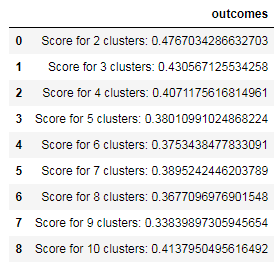 outcomes
0 Score for 2 clusters: 0.4767034286632703
1 Score for 3 clusters: 0.430567125534258
2 Score for 4 clusters: 0.4071175616814961
3 Score for 5 clusters: 0.38010991024868224
4 Score for 6 clusters: 0.3753438477833091
5 Score for 7 clusters: 0.3895242446203789
6 Score for 8 clusters: 0.3677096976901548
7 Score for 9 clusters: 0.33839897305945654
8 Score for 10 clusters: 0.4137950495616492